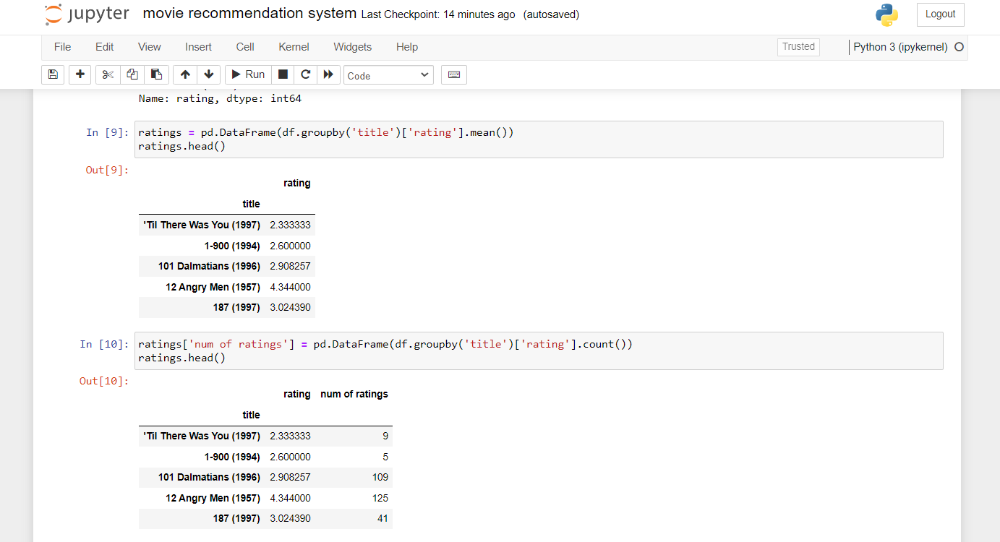 jupyter movie recommendation system Last Checkpoint: 14 minutes ago (autosaved) Logout
File Edit View Insert Cell Kernel Widgets Help Trusted Python 3 (ipykernel)
Run Code
Name: rating, dtype: int64
In [9]: ratings = pd.DataFrame(df.groupby('title')['rating'].mean())
ratings.head()
Out[9]:
rating
title
'Til There Was You (1997) 2.333333
1-900 (1994) 2.600000
101 Dalmatians (1996) 2.908257
12 Angry Men (1957) 4.344000
187 (1997) 3.024390
In [10]: ratings['num of ratings'] = pd.DataFrame(df.groupby('title')['rating'].count())
ratings.head()
Out[10]:
rating num of ratings
title
'Til There Was You (1997) 2.333333 9
1-900 (1994) 2.600000 5
101 Dalmatians (1996) 2.908257 109
12 Angry Men (1957) 4.344000 125
187 (1997) 3.024390 41